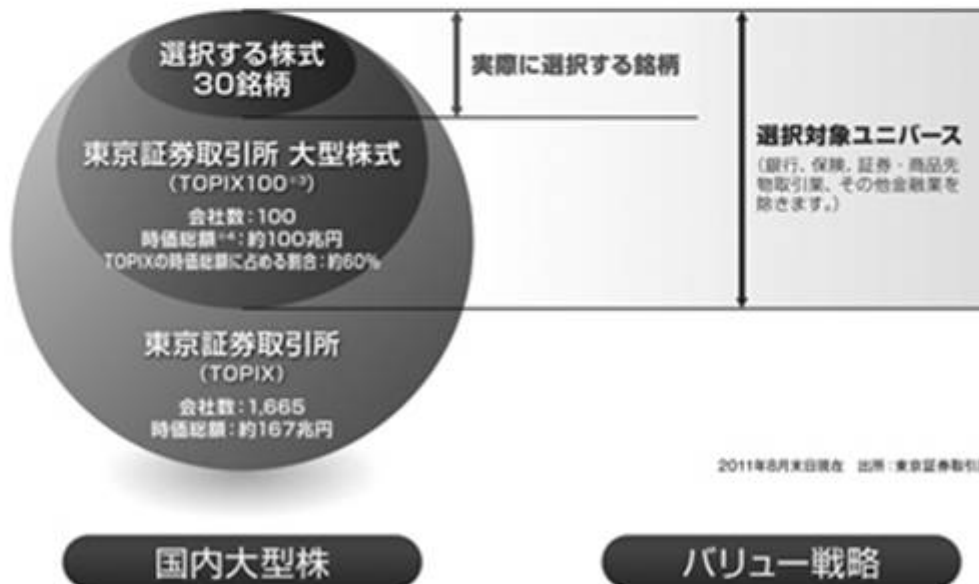 選択する株式
30銘柄
実際に選択する銘柄
東京証券取引所 大型株式
(TOPIX100※3)
会社数:100
時価総額※4:約100兆円
TOPIXの時価総額に占める割合:約60%
選択対象ユニバース
(銀行、保険、証券・商品先
物取引業、その他金融業を
除きます。)
東京証券取引所
(TOPIX)
会社数:1,665
時価総額:約167兆円
2011年8月末日現在 出所:東京証券取引
国内大型株
バリュー戦略